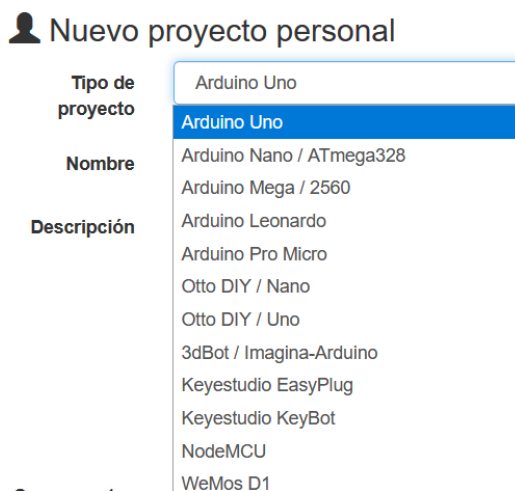 Nuevo proyecto personal
Tipo de proyecto
Arduino Uno
Arduino Uno
Arduino Nano / ATmega328
Nombre
Arduino Mega / 2560
Descripción
Arduino Leonardo
Arduino Pro Micro
Otto DIY / Nano
Otto DIY / Uno
3dBot / Imagina-Arduino
Keyestudio EasyPlug
Keyestudio KeyBot
NodeMCU
WeMos D1